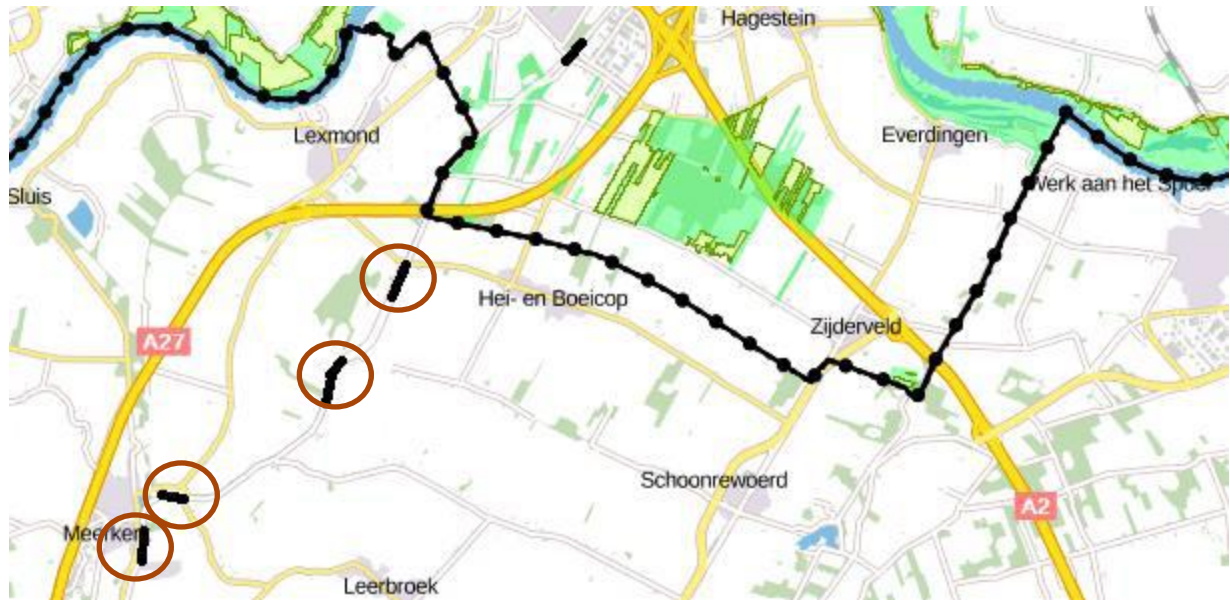 Hagestein
Lexmond
Everdingen
Sluis
Werk aan het Spoel
Hei- en Boeicop
Zijderveld
A27
Schoonrewoerd
A2
Meerkerk
Leerbroek